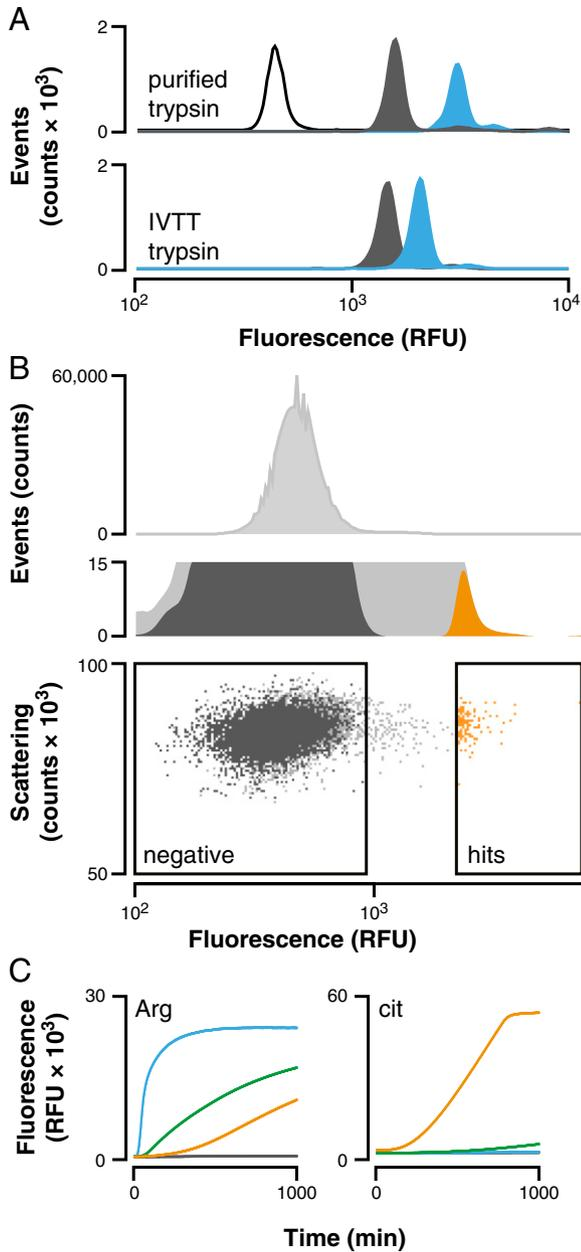 A
Events
(counts × 10³)
2
purified
trypsin
0
2
IVTT
trypsin
0
10² 10³ 10⁴
Fluorescence (RFU)
B
Events (counts)
60,000
0
15
0
Scattering
(counts × 10³)
100
negative hits
50
10² 10³
Fluorescence (RFU)
C
Fluorescence
(RFU × 10³)
30 Arg 60 cit
0 0
0 1000 0 1000
Time (min)